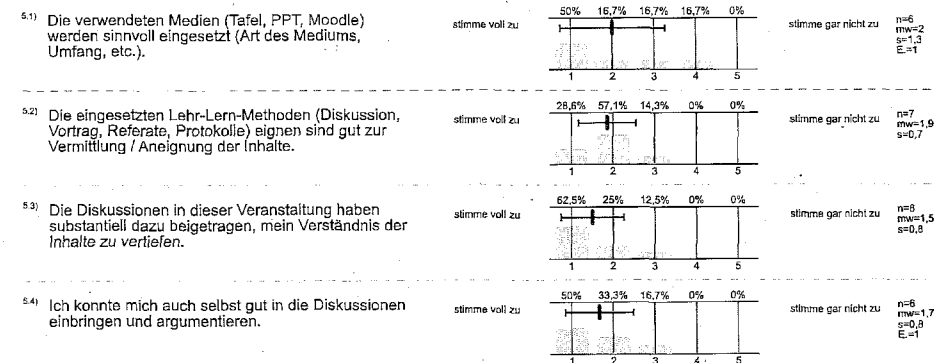 5.1) Die verwendeten Medien (Tafel, PPT, Moodle)
werden sinnvoll eingesetzt (Art des Mediums,
Umfang, etc.).
stimme voll zu
50% 16,7% 16,7% 16,7% 0%
1 2 3 4 5
stimme gar nicht zu
n=6
mw=2
s=1,3
E.=1
5.2) Die eingesetzten Lehr-Lern-Methoden (Diskussion,
Vortrag, Referate, Protokolle) eignen sind gut zur
Vermittlung / Aneignung der Inhalte.
stimme voll zu
28,6% 57,1% 14,3% 0% 0%
1 2 3 4 5
stimme gar nicht zu
n=7
mw=1,9
s=0,7
5.3) Die Diskussionen in dieser Veranstaltung haben
substantiell dazu beigetragen, mein Verständnis der
Inhalte zu vertiefen.
stimme voll zu
62,5% 25% 12,5% 0% 0%
1 2 3 4 5
stimme gar nicht zu
n=8
mw=1,5
s=0,8
5.4) Ich konnte mich auch selbst gut in die Diskussionen
einbringen und argumentieren.
stimme voll zu
50% 33,3% 16,7% 0% 0%
1 2 3 4 5
stimme gar nicht zu
n=6
mw=1,7
s=0,8
E.=1